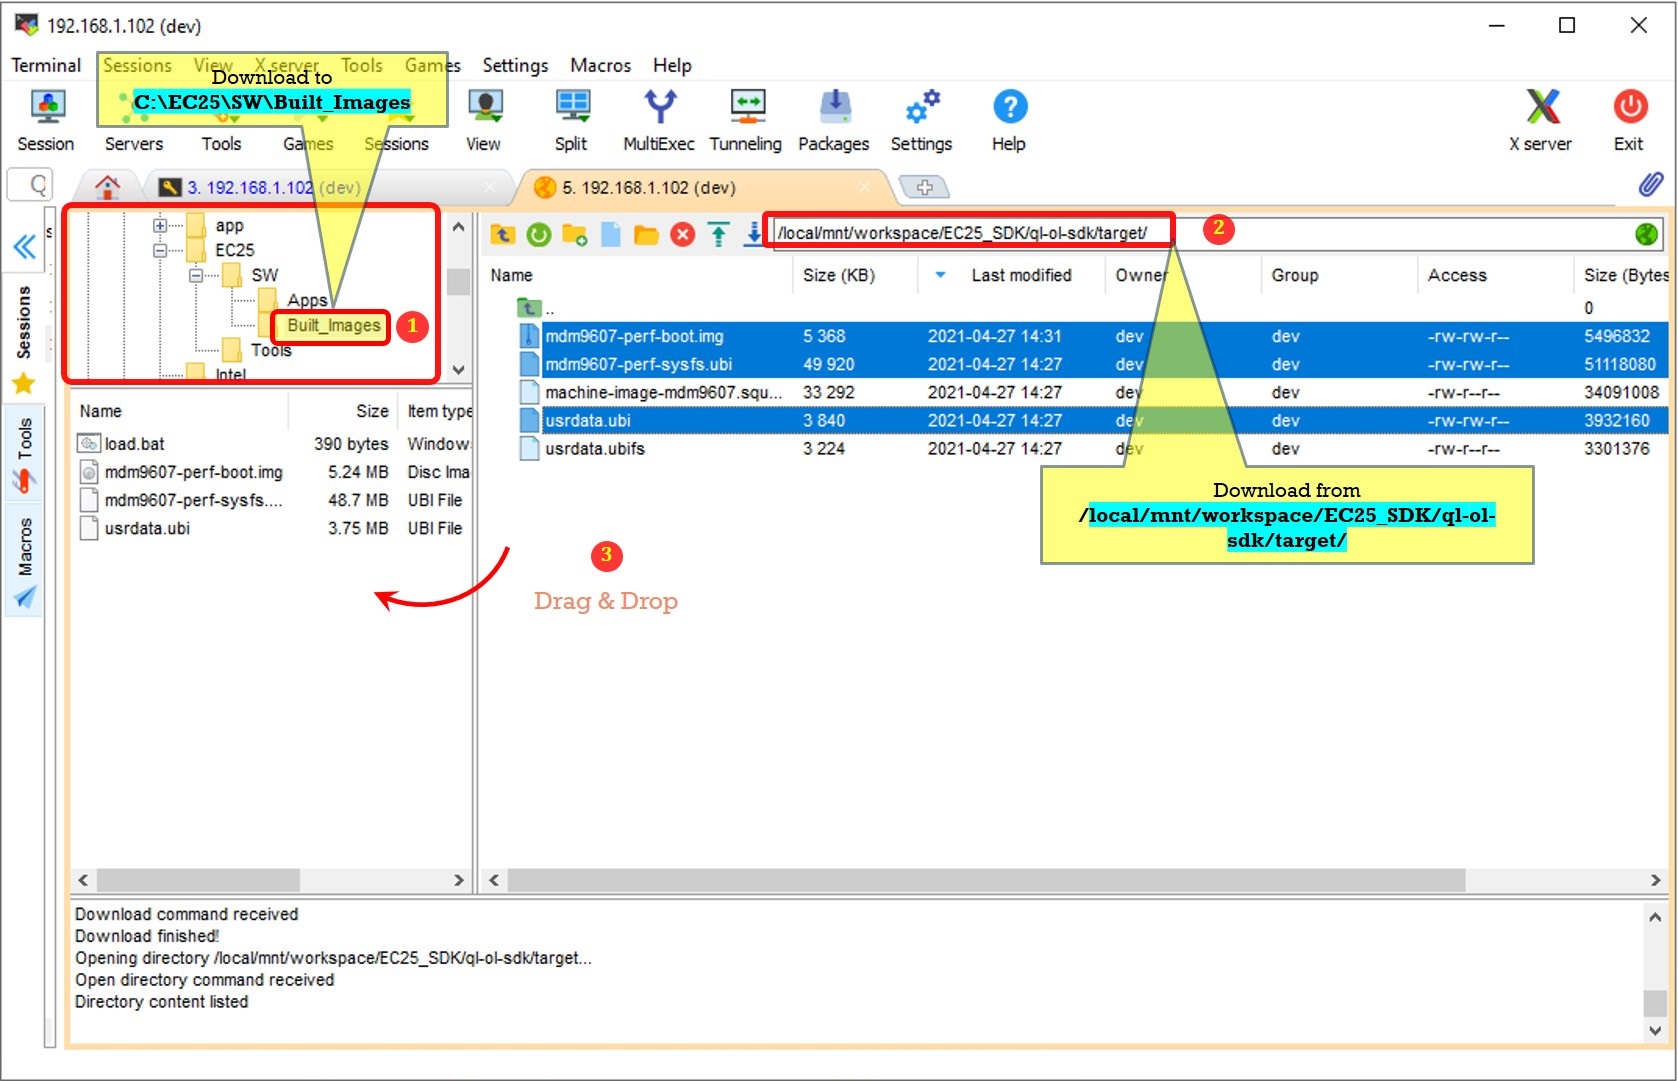 192.168.1.102 (dev)
Terminal Sessions View X server Tools Games Settings Macros Help
Download to
C:\EC25\SW\Built_Images
Session Servers Tools Games Sessions View Split MultiExec Tunneling Packages Settings Help X server Exit
3. 192.168.1.102 (dev) 5. 192.168.1.102 (dev)
Sessions
Tools
Macros
app
EC25
SW
Apps
Built_Images 1
Tools
Intel
/local/mnt/workspace/EC25_SDK/ql-ol-sdk/target/ 2
Name Size (KB) Last modified Owner Group Access Size (Bytes
.. 0
mdm9607-perf-boot.img 5 368 2021-04-27 14:31 dev dev -rw-rw-r-- 5496832
mdm9607-perf-sysfs.ubi 49 920 2021-04-27 14:27 dev dev -rw-rw-r-- 51118080
machine-image-mdm9607.squ... 33 292 2021-04-27 14:27 dev dev -rw-r--r-- 34091008
usrdata.ubi 3 840 2021-04-27 14:27 dev dev -rw-rw-r-- 3932160
usrdata.ubifs 3 224 2021-04-27 14:27 dev dev -rw-r--r-- 3301376
Download from
/local/mnt/workspace/EC25_SDK/ql-ol-
sdk/target/
Name Size Item type
load.bat 390 bytes Window
mdm9607-perf-boot.img 5.24 MB Disc Ima
mdm9607-perf-sysfs.... 48.7 MB UBI File
usrdata.ubi 3.75 MB UBI File
3
Drag & Drop
Download command received
Download finished!
Opening directory /local/mnt/workspace/EC25_SDK/ql-ol-sdk/target...
Open directory command received
Directory content listed